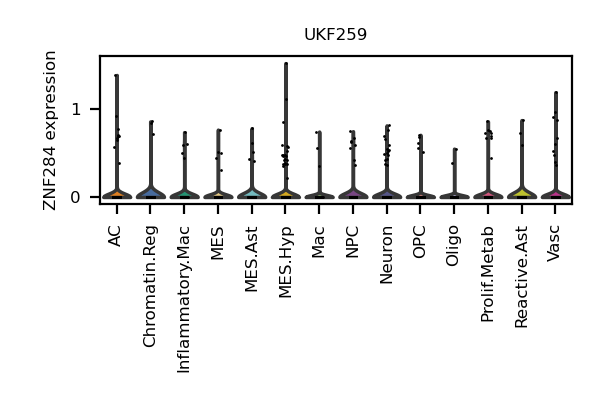 UKF259
ZNF284 expression
1
0
AC
Chromatin.Reg
Inflammatory.Mac
MES
MES.Ast
MES.Hyp
Mac
NPC
Neuron
OPC
Oligo
Prolif.Metab
Reactive.Ast
Vasc